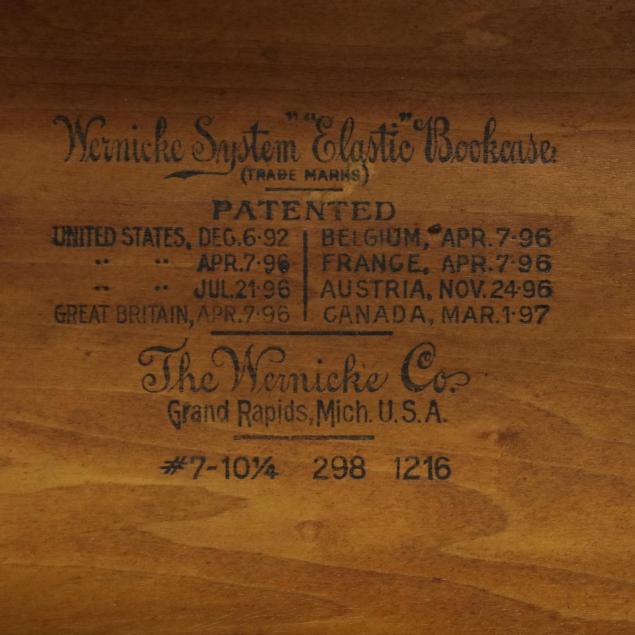 Wernicke System" "Elastic" Bookcase.
(TRADE MARKS)
PATENTED
UNITED STATES, DEC. 6-92 | BELGIUM, APR. 7-96
" " APR. 7-96 | FRANCE, APR. 7-96
" " JUL. 21-96 | AUSTRIA, NOV. 24-96
GREAT BRITAIN, APR. 7-96 | CANADA, MAR. 1-97
The Wernicke Co.
Grand Rapids, Mich. U.S.A.
#7-10¼ 298 1216